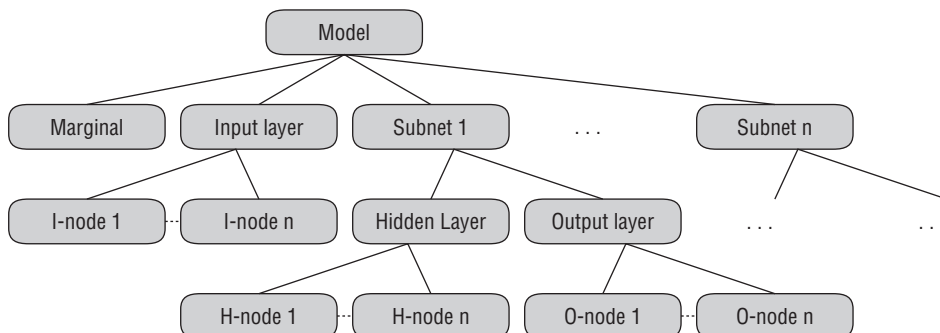 Model
Marginal Input layer Subnet 1 ... Subnet n
I-node 1 I-node n Hidden Layer Output layer ... ..
H-node 1 H-node n O-node 1 O-node n